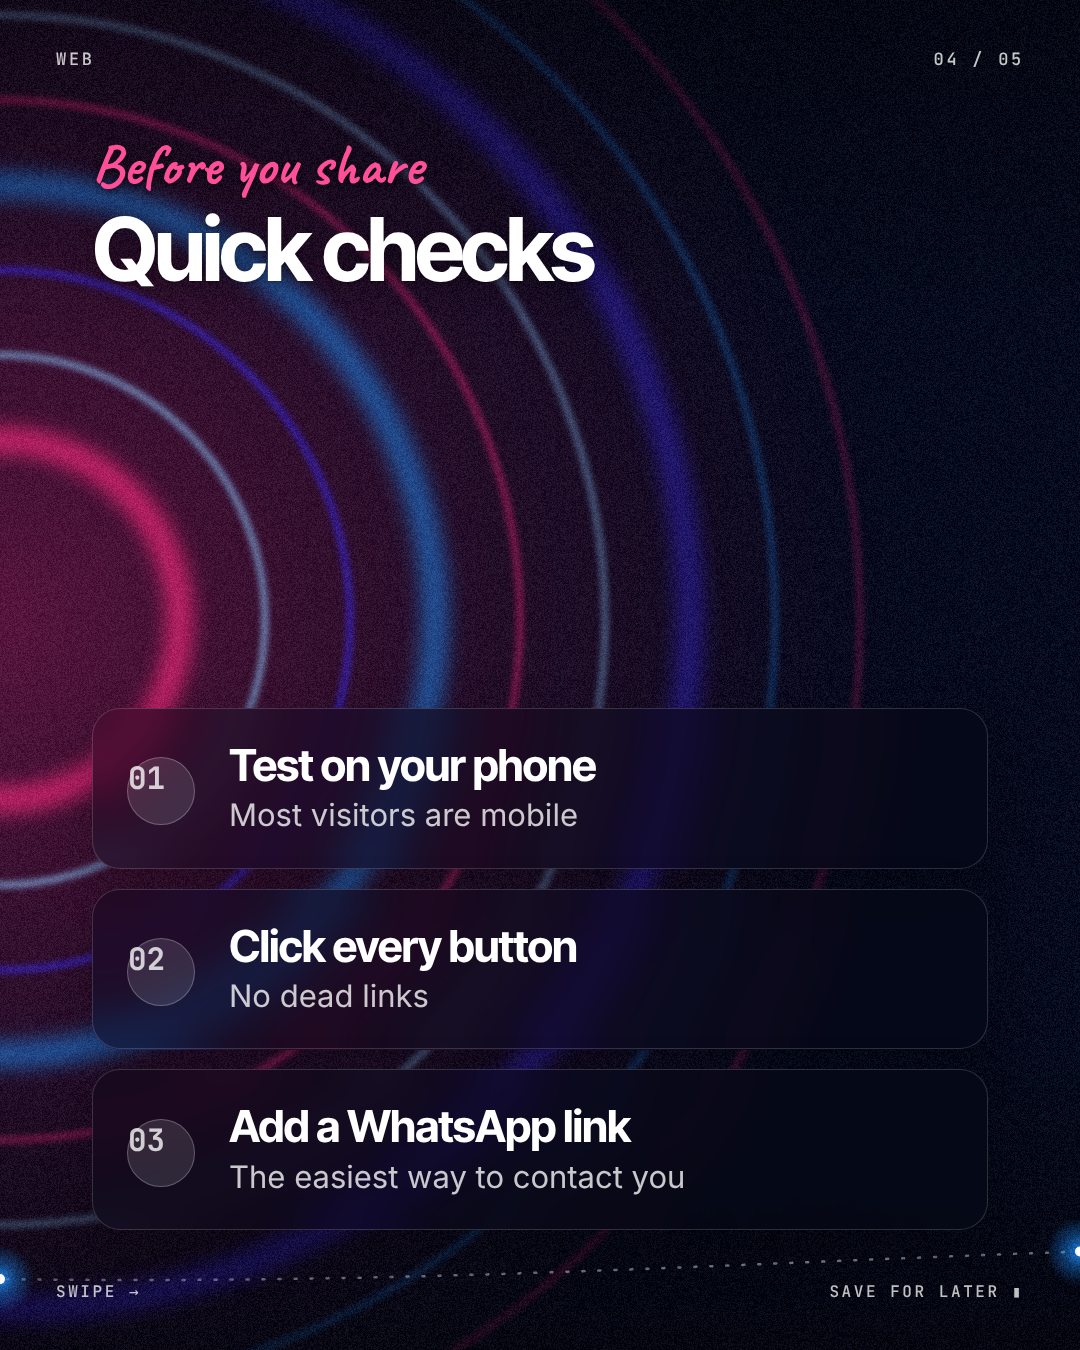 WEB
04 / 05
Before you share
Quick checks
01
Test on your phone
Most visitors are mobile
02
Click every button
No dead links
03
Add a WhatsApp link
The easiest way to contact you
SWIPE →
SAVE FOR LATER ▮